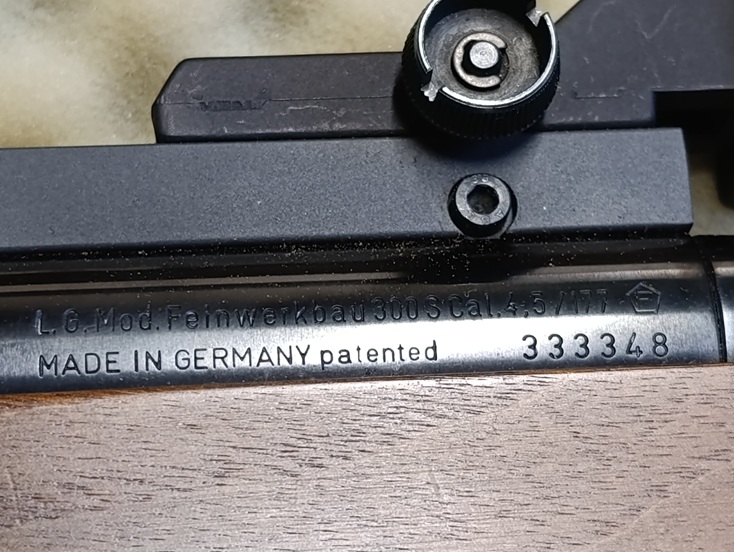 L.G. Mod. Feinwerkbau 300 S Cal. 4,5/177 F
MADE IN GERMANY patented 333348